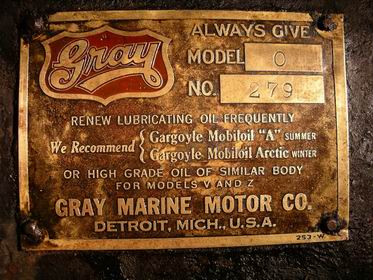 Gray
ALWAYS GIVE
MODEL O
NO. 279
RENEW LUBRICATING OIL FREQUENTLY
We Recommend { Gargoyle Mobiloil "A" SUMMER
Gargoyle Mobiloil Arctic WINTER
OR HIGH GRADE OIL OF SIMILAR BODY
FOR MODELS V AND Z
GRAY MARINE MOTOR CO.
DETROIT, MICH., U.S.A.
253-W